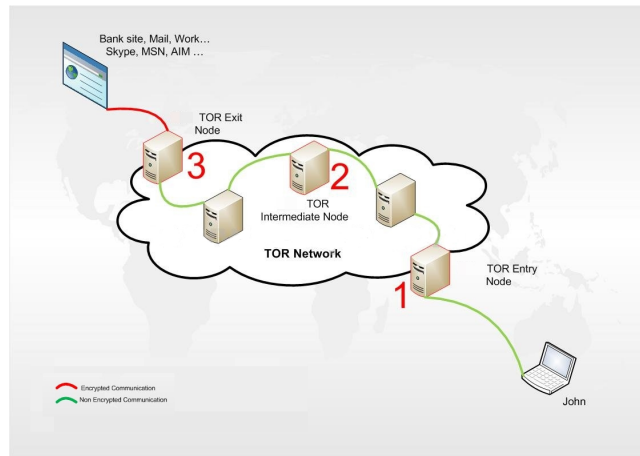 Bank site, Mail, Work...
Skype, MSN, AIM ...
TOR Exit
Node
3
2
TOR
Intermediate Node
TOR Network
TOR Entry
Node
1
John
Encrypted Communication
Non Encrypted Communication